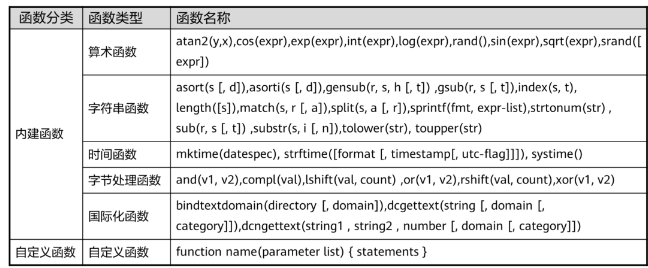 函数分类 函数类型 函数名称
内建函数
算术函数
atan2(y,x),cos(expr),exp(expr),int(expr),log(expr),rand(),sin(expr),sqrt(expr),srand([
expr])
字符串函数
asort(s [, d]),asorti(s [, d]),gensub(r, s, h [, t]) ,gsub(r, s [, t]),index(s, t),
length([s]),match(s, r [, a]),split(s, a [, r]),sprintf(fmt, expr-list),strtonum(str) ,
sub(r, s [, t]) ,substr(s, i [, n]),tolower(str), toupper(str)
时间函数 mktime(datespec), strftime([format [, timestamp[, utc-flag]]]), systime()
字节处理函数 and(v1, v2),compl(val),lshift(val, count) ,or(v1, v2),rshift(val, count),xor(v1, v2)
国际化函数
bindtextdomain(directory [, domain]),dcgettext(string [, domain [,
category]]),dcngettext(string1 , string2 , number [, domain [, category]])
自定义函数 自定义函数 function name(parameter list) { statements }